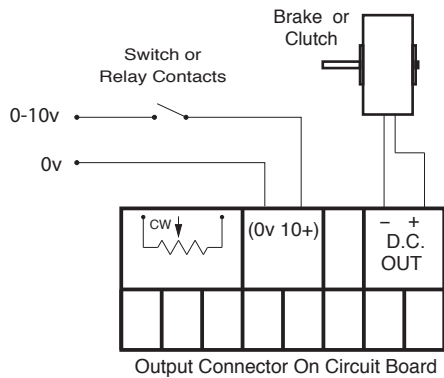 Brake or
Clutch
Switch or
Relay Contacts
0-10v
0v
CW
(0v 10+)
– +
D.C.
OUT
Output Connector On Circuit Board